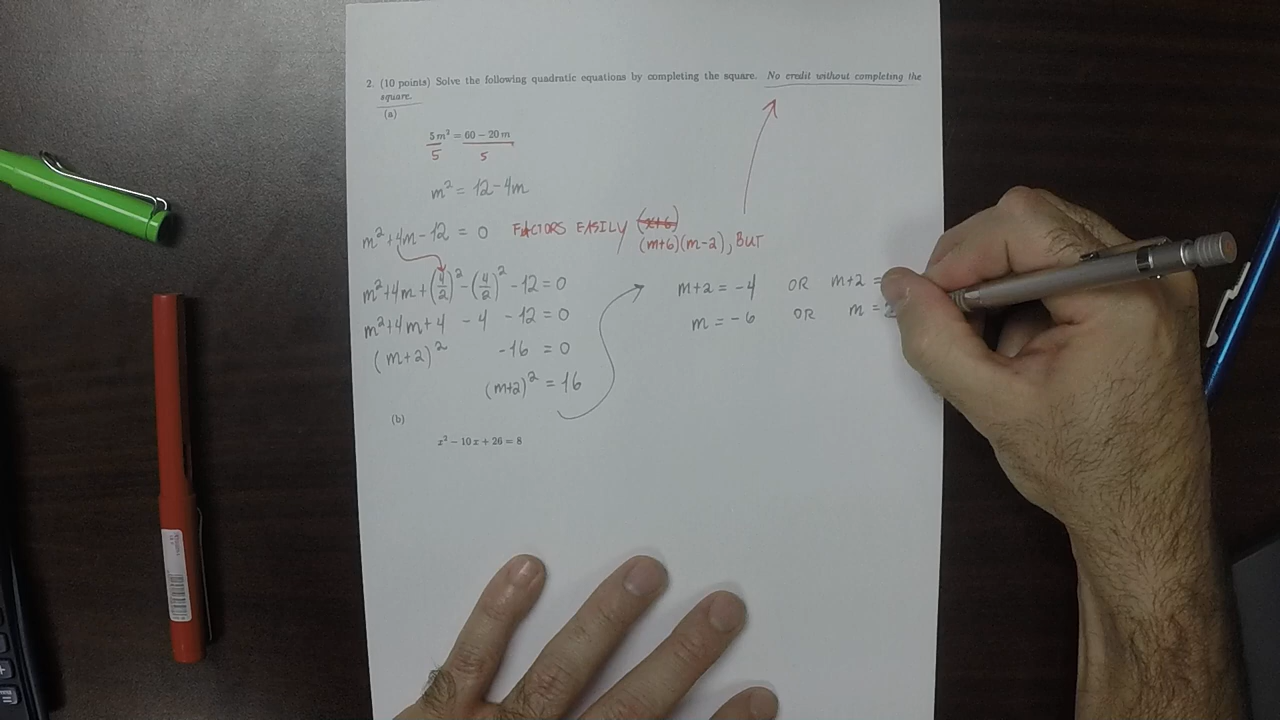 2. (10 points) Solve the following quadratic equations by completing the square. No credit without completing the
square.
(a)
5m² = 60 − 20m
5 5
m² = 12-4m
m²+4m-12 = 0 FACTORS EASILY (x+6)
(m+6)(m-2), BUT
m²+4m+(4/2)²-(4/2)²-12=0
m²+4m+4 - 4 -12=0
(m+2)² -16 = 0
(m+2)² = 16
m+2 = -4 OR m+2 =
m = -6 OR m =
(b)
x² − 10x + 26 = 8